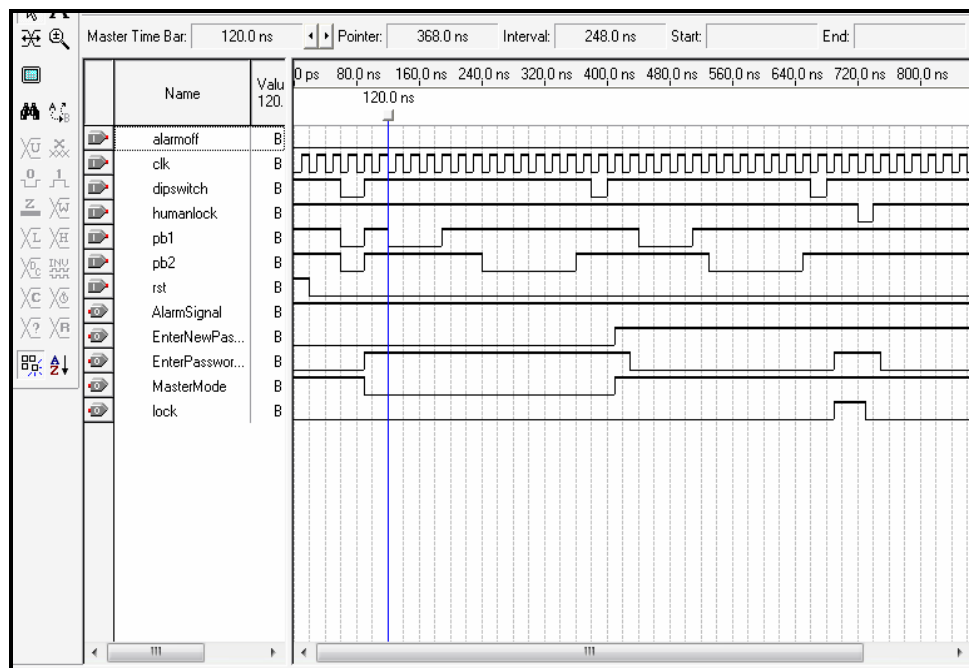 Master Time Bar: 120.0 ns Pointer: 368.0 ns Interval: 248.0 ns Start: End:
Name Valu 120. 0 ps 80.0 ns 160.0 ns 240.0 ns 320.0 ns 400.0 ns 480.0 ns 560.0 ns 640.0 ns 720.0 ns 800.0 ns
120.0 ns
alarmoff B
clk B
dipswitch B
humanlock B
pb1 B
pb2 B
rst B
AlarmSignal B
EnterNewPas... B
EnterPasswor... B
MasterMode B
lock B